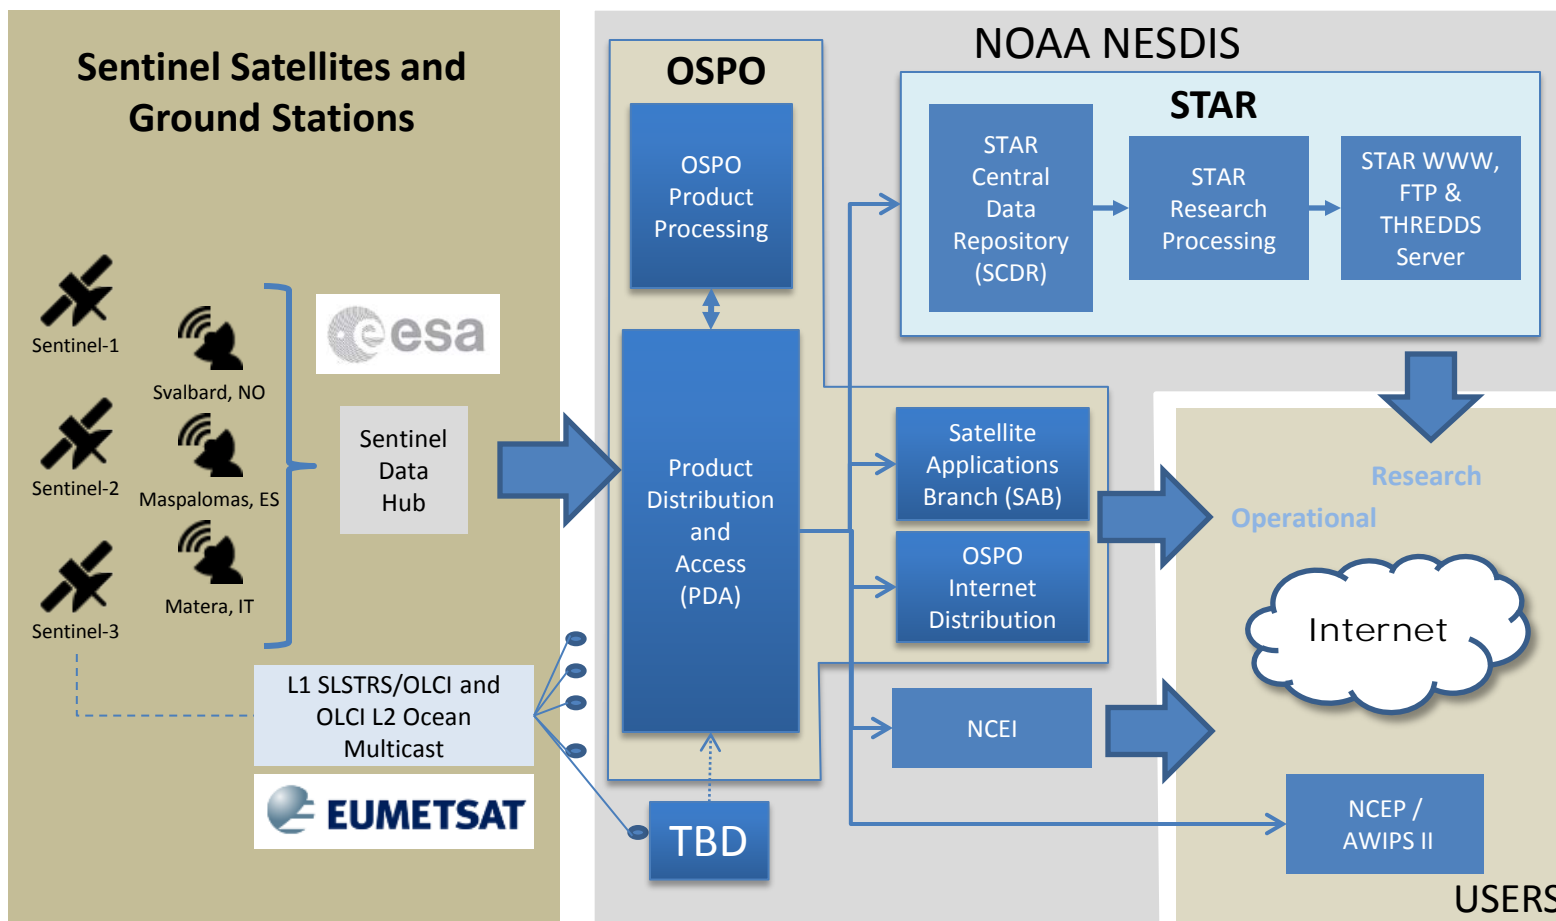 Sentinel Satellites and
Ground Stations
Sentinel-1
Sentinel-2
Sentinel-3
Svalbard, NO
Maspalomas, ES
Matera, IT
esa
Sentinel
Data
Hub
L1 SLSTRS/OLCI and
OLCI L2 Ocean
Multicast
EUMETSAT
NOAA NESDIS
OSPO
OSPO
Product
Processing
Product
Distribution
and
Access
(PDA)
TBD
STAR
STAR
Central
Data
Repository
(SCDR)
STAR
Research
Processing
STAR WWW,
FTP &
THREDDS
Server
Satellite
Applications
Branch (SAB)
OSPO
Internet
Distribution
NCEI
Research
Operational
Internet
NCEP /
AWIPS II
USERS